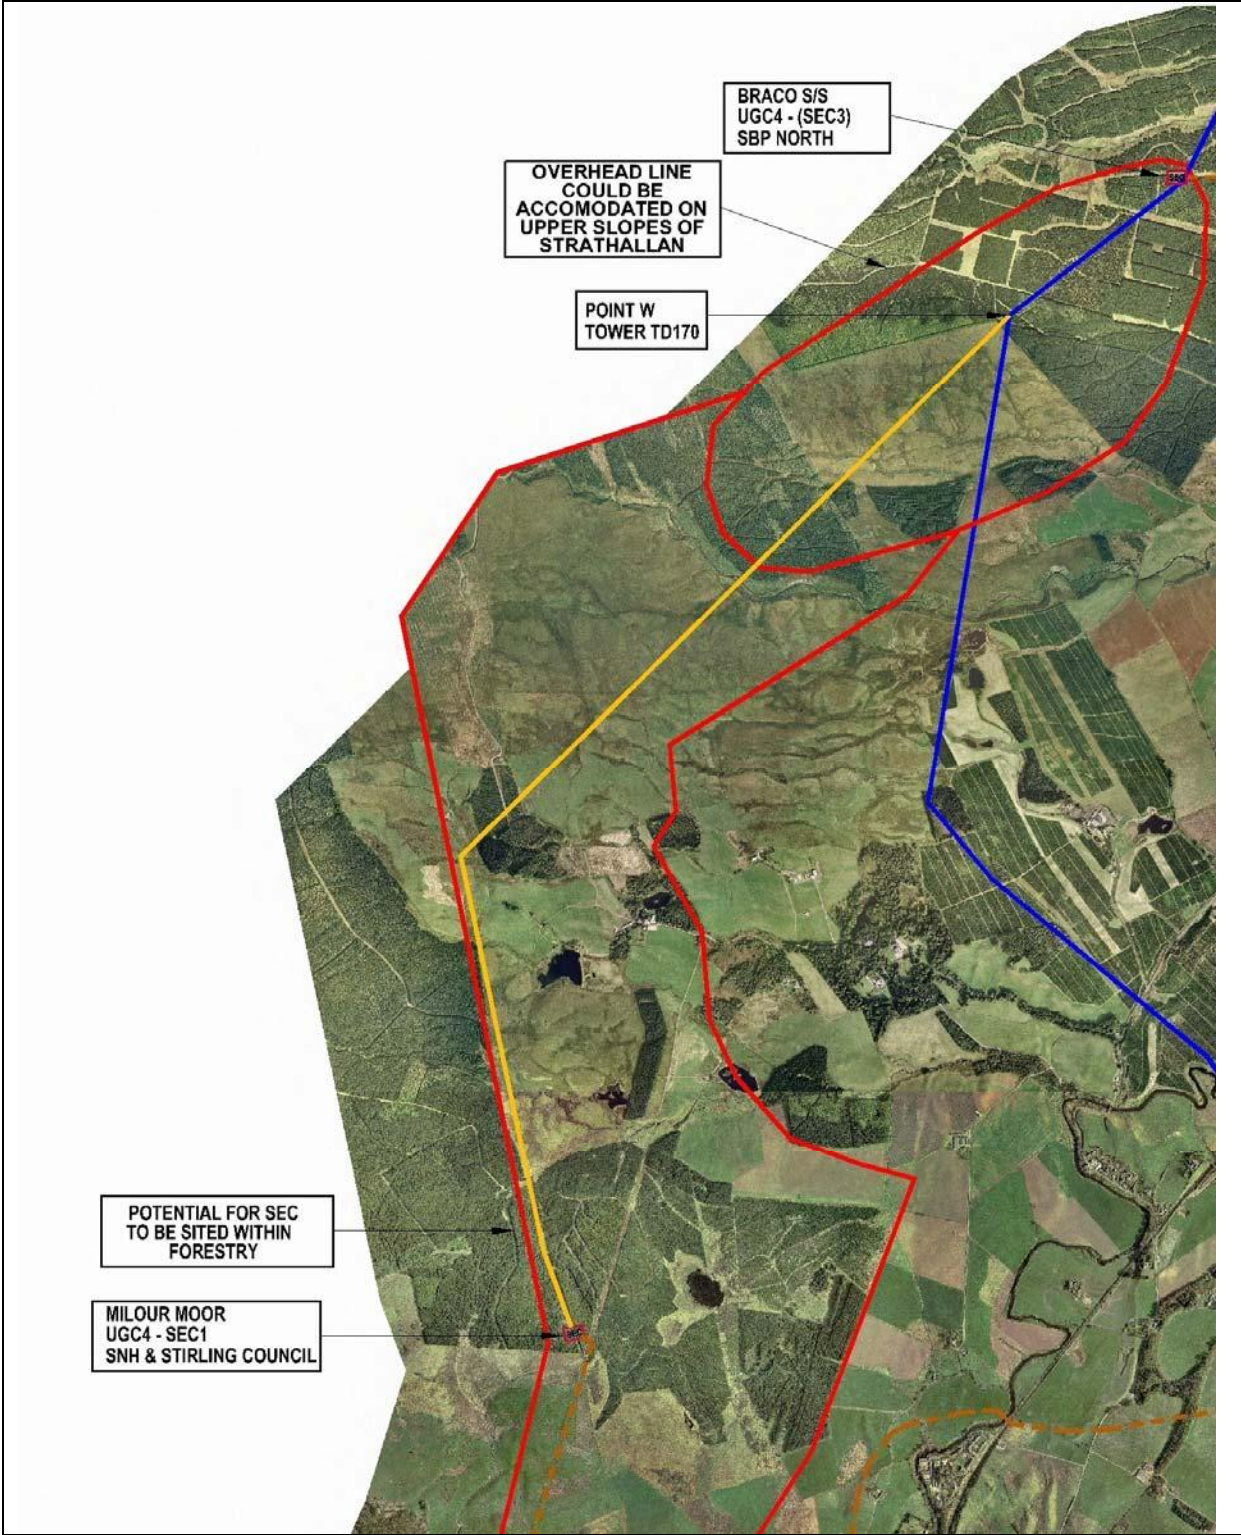 BRACO S/S
UGC4 - (SEC3)
SBP NORTH
OVERHEAD LINE
COULD BE
ACCOMODATED ON
UPPER SLOPES OF
STRATHALLAN
POINT W
TOWER TD170
POTENTIAL FOR SEC
TO BE SITED WITHIN
FORESTRY
MILOUR MOOR
UGC4 - SEC1
SNH & STIRLING COUNCIL